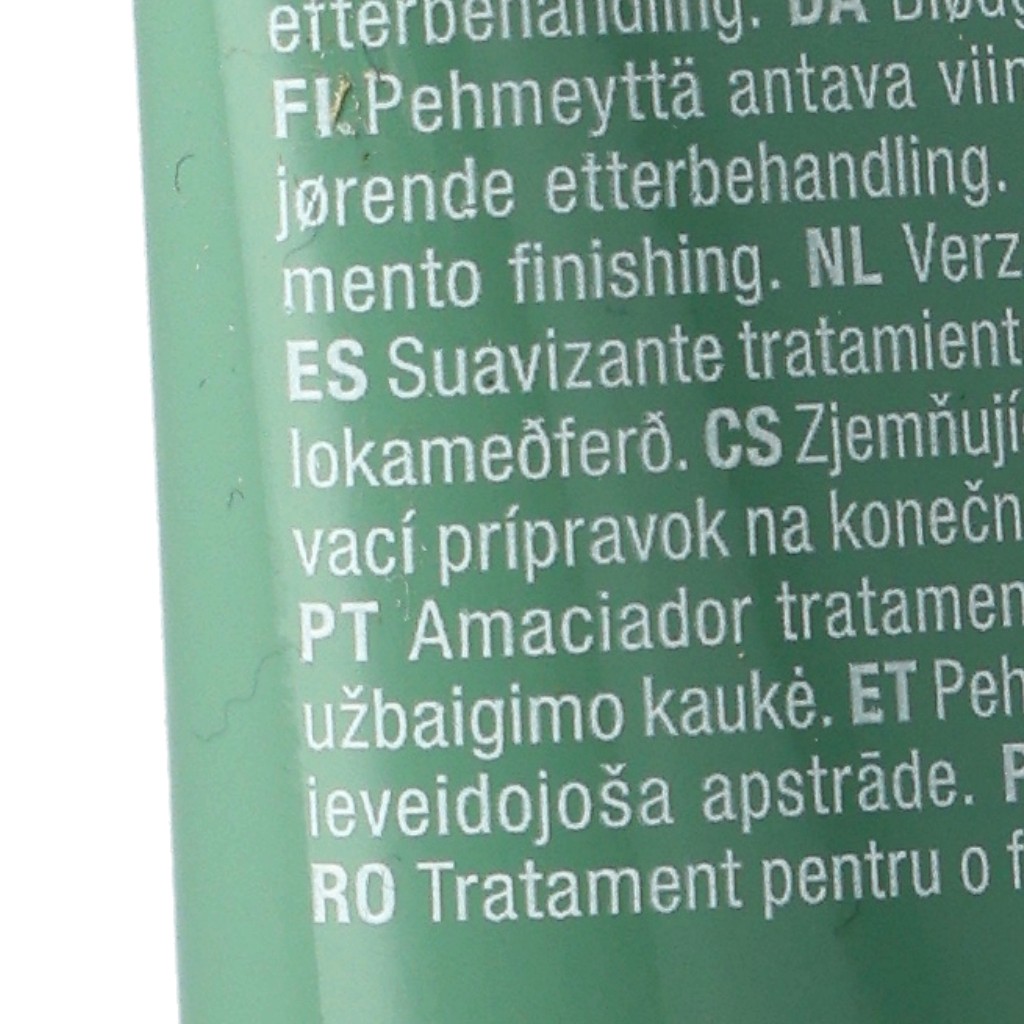 efterbehandling. DA
FI Pehmeyttä antava
jørende etterbehandling.
mento finishing. NL
ES Suavizante
lokameðferð. CS
vací prípravok na
PT Amaciador
užbaigimo kaukė. ET
ieveidojoša apstrāde.
RO Tratament pentru o